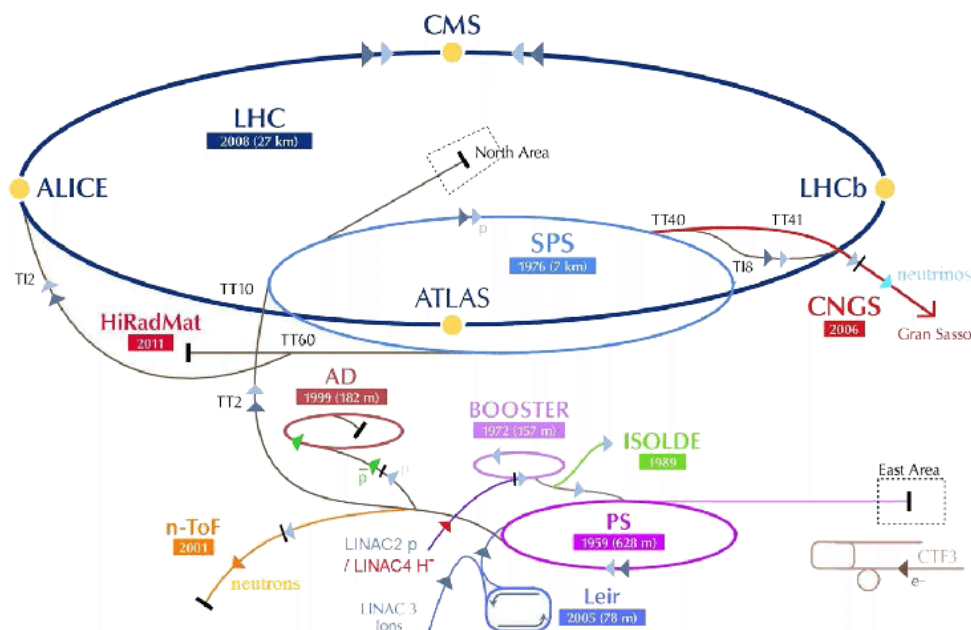 CMS
LHC
2008 (27 km)
North Area
ALICE
LHCb
TT40
TT41
p
SPS
1976 (7 km)
TI8
TI2
TT10
neutrinos
ATLAS
CNGS
2006
Gran Sasso
HiRadMat
2011
TT60
AD
1999 (182 m)
TT2
BOOSTER
1972 (157 m)
ISOLDE
1989
East Area
p̅
p
n-ToF
2001
PS
1959 (628 m)
LINAC2 p
/ LINAC4 H⁻
neutrons
CTF3
e–
LINAC 3
Ions
Leir
2005 (78 m)